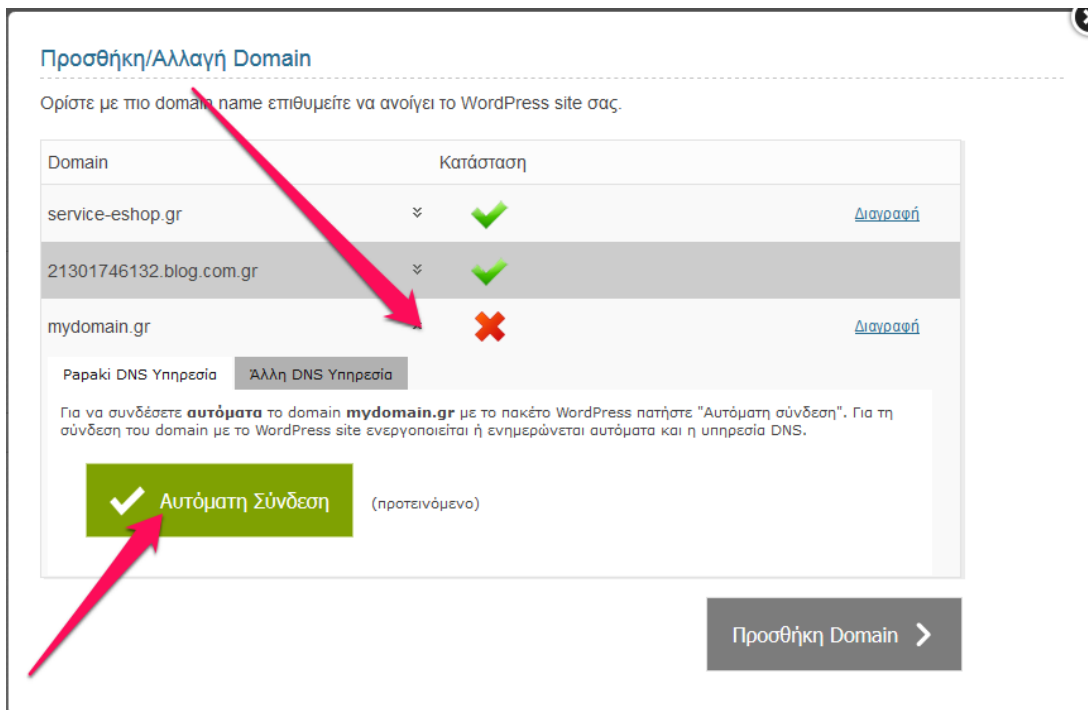 Προσθήκη/Αλλαγή Domain
Ορίστε με πιο domain name επιθυμείτε να ανοίγει το WordPress site σας.
Domain Κατάσταση
service-eshop.gr Διαγραφή
21301746132.blog.com.gr
mydomain.gr Διαγραφή
Papaki DNS Υπηρεσία Άλλη DNS Υπηρεσία
Για να συνδέσετε αυτόματα το domain mydomain.gr με το πακέτο WordPress πατήστε "Αυτόματη σύνδεση". Για τη
σύνδεση του domain με το WordPress site ενεργοποιείται ή ενημερώνεται αυτόματα και η υπηρεσία DNS.
Αυτόματη Σύνδεση (προτεινόμενο)
Προσθήκη Domain